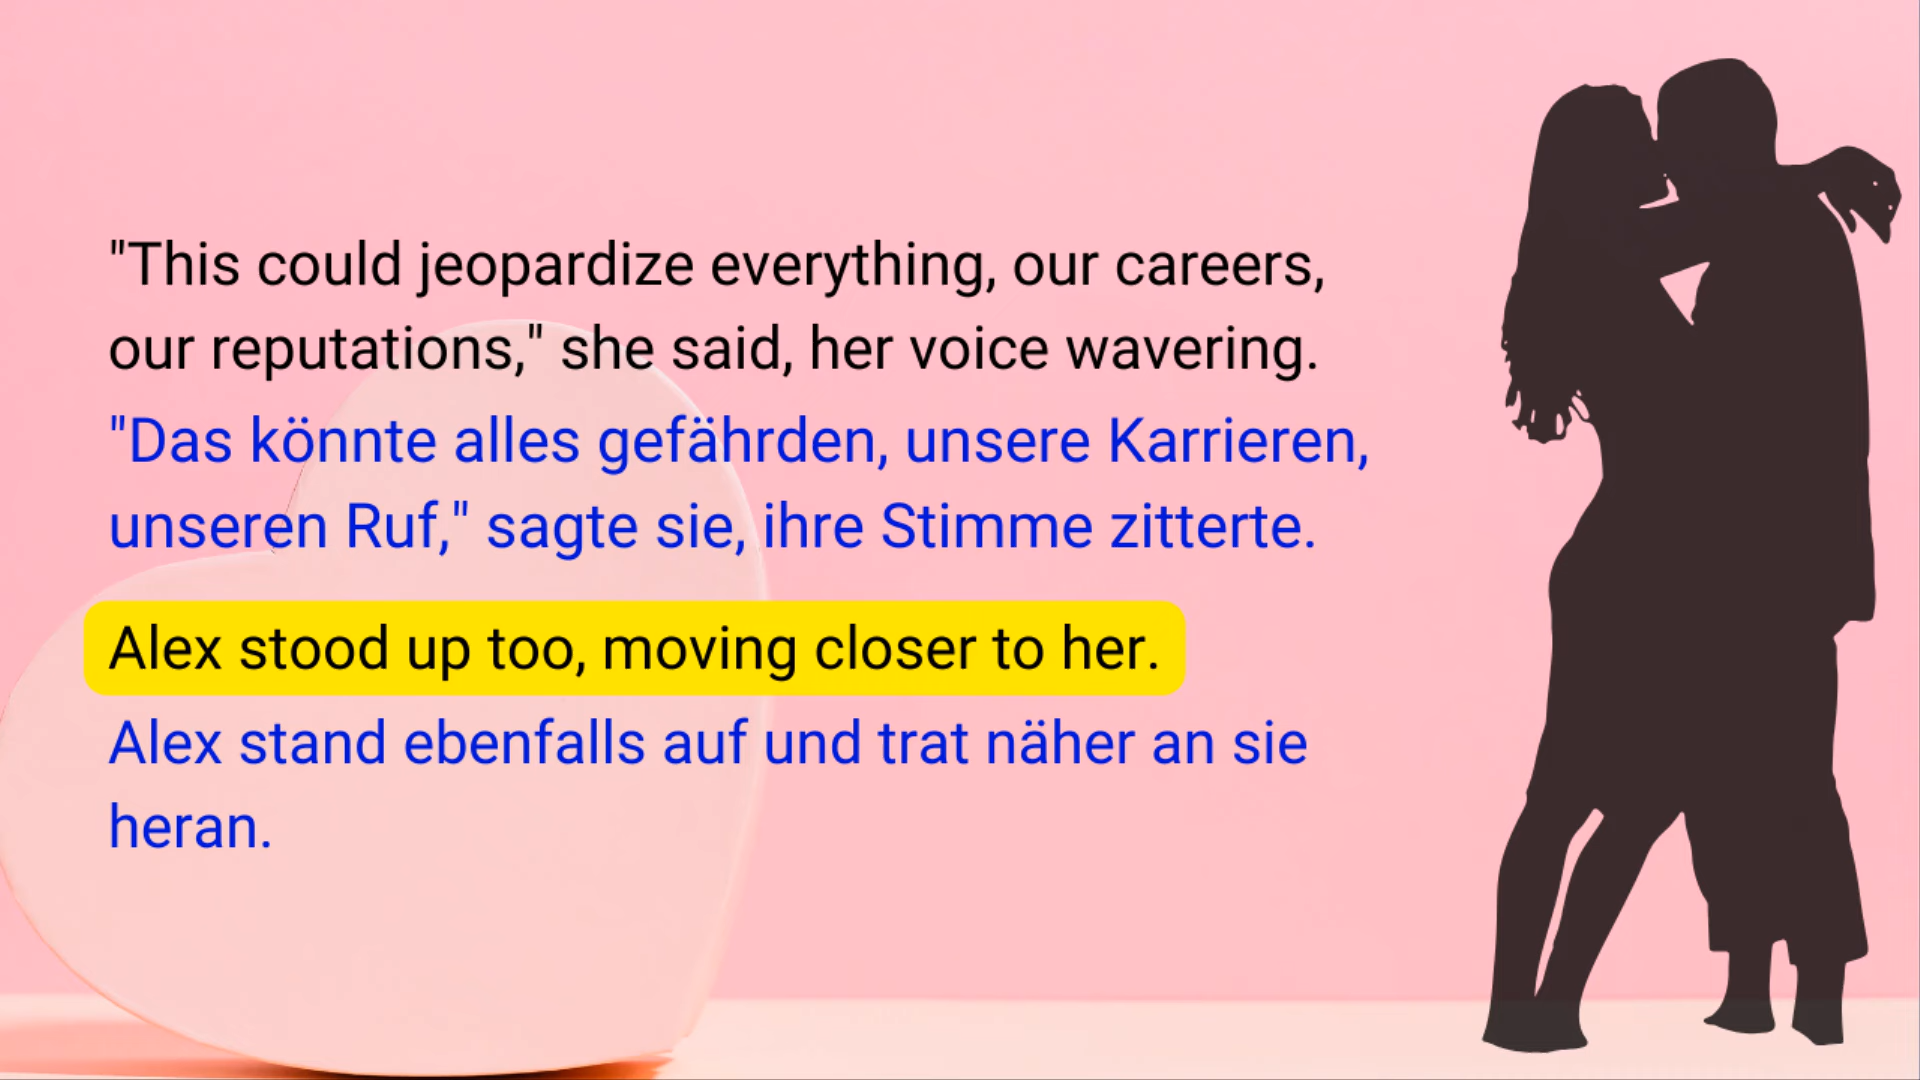 "This could jeopardize everything, our careers,
our reputations," she said, her voice wavering.
"Das könnte alles gefährden, unsere Karrieren,
unseren Ruf," sagte sie, ihre Stimme zitterte.
Alex stood up too, moving closer to her.
Alex stand ebenfalls auf und trat näher an sie
heran.